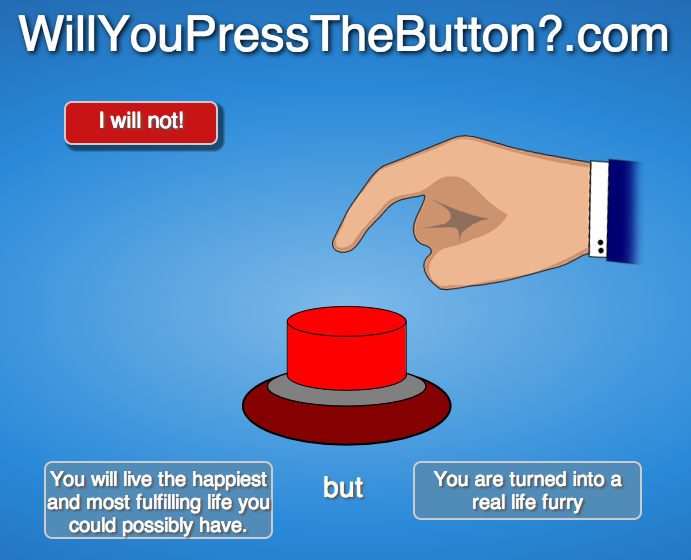 WillYouPressTheButton?.com
I will not!
You will live the happiest
and most fulfilling life you
could possibly have.
but
You are turned into a
real life furry